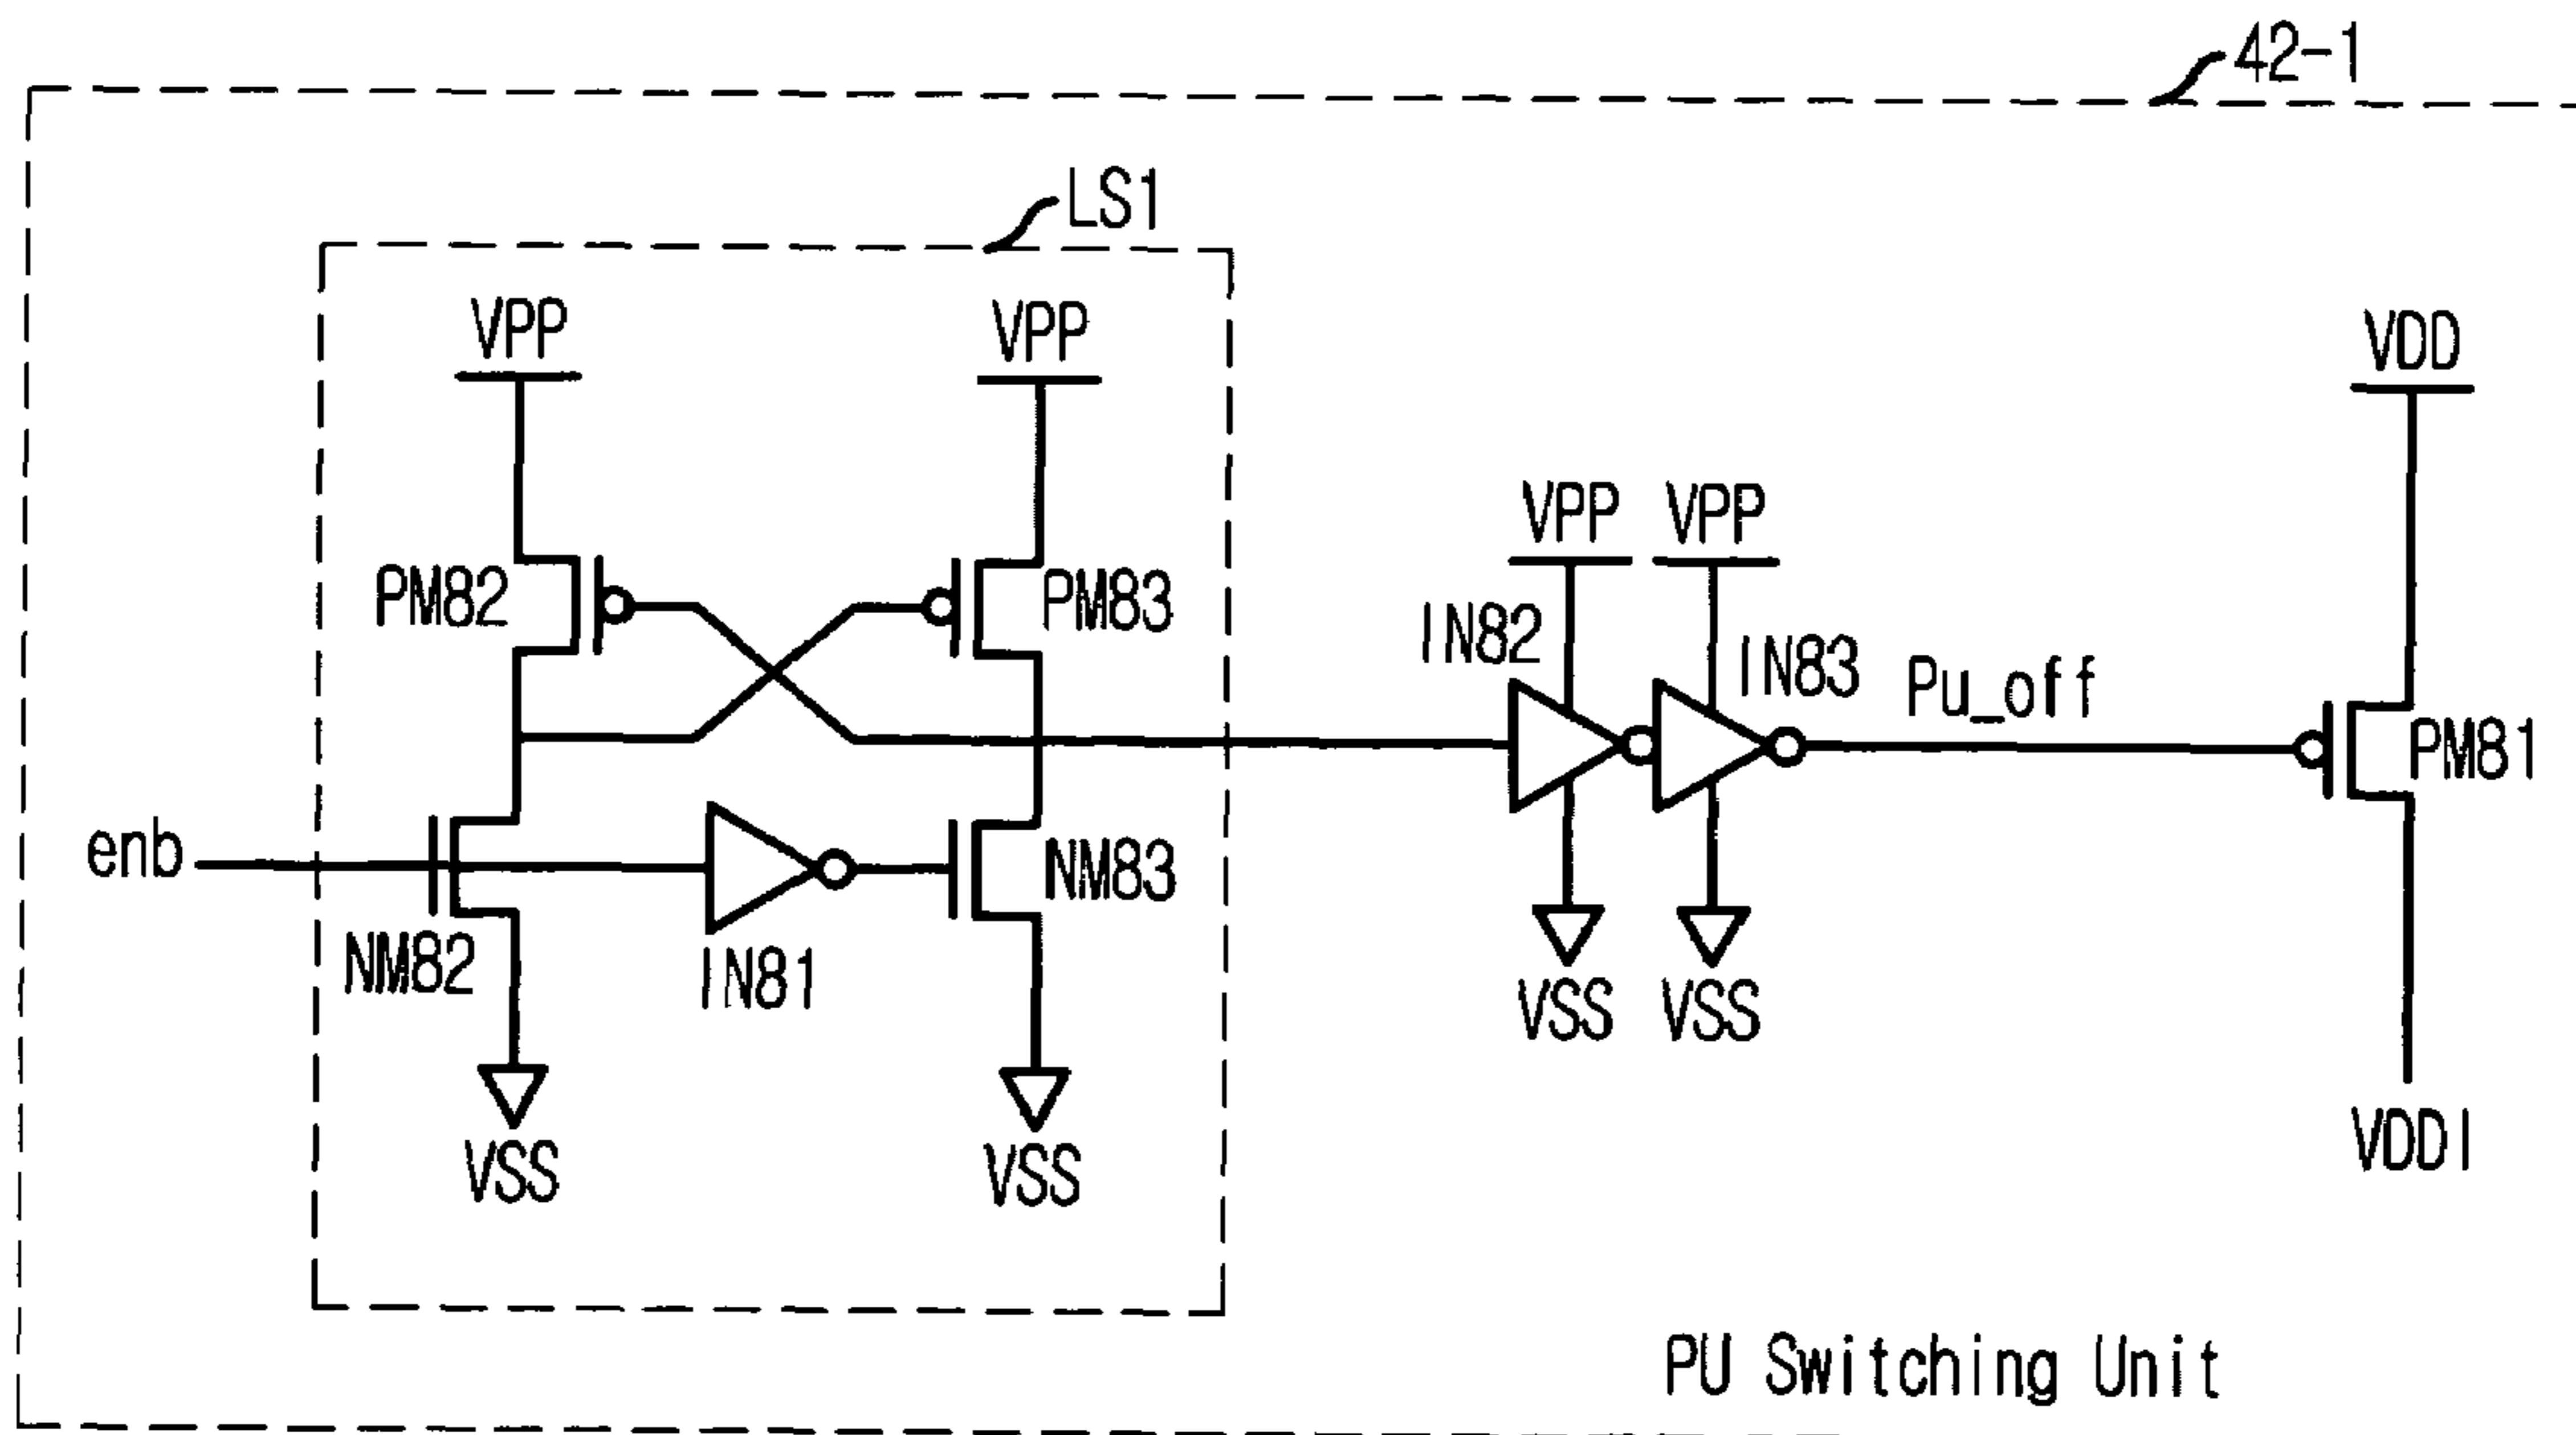 42-1
LS1
VPP
VPP
VDD
VPP
VPP
PM82
PM83
IN82
IN83
Pu_off
PM81
enb
NM83
NM82
IN81
VSS
VSS
VDDI
VSS
VSS
PU Switching Unit